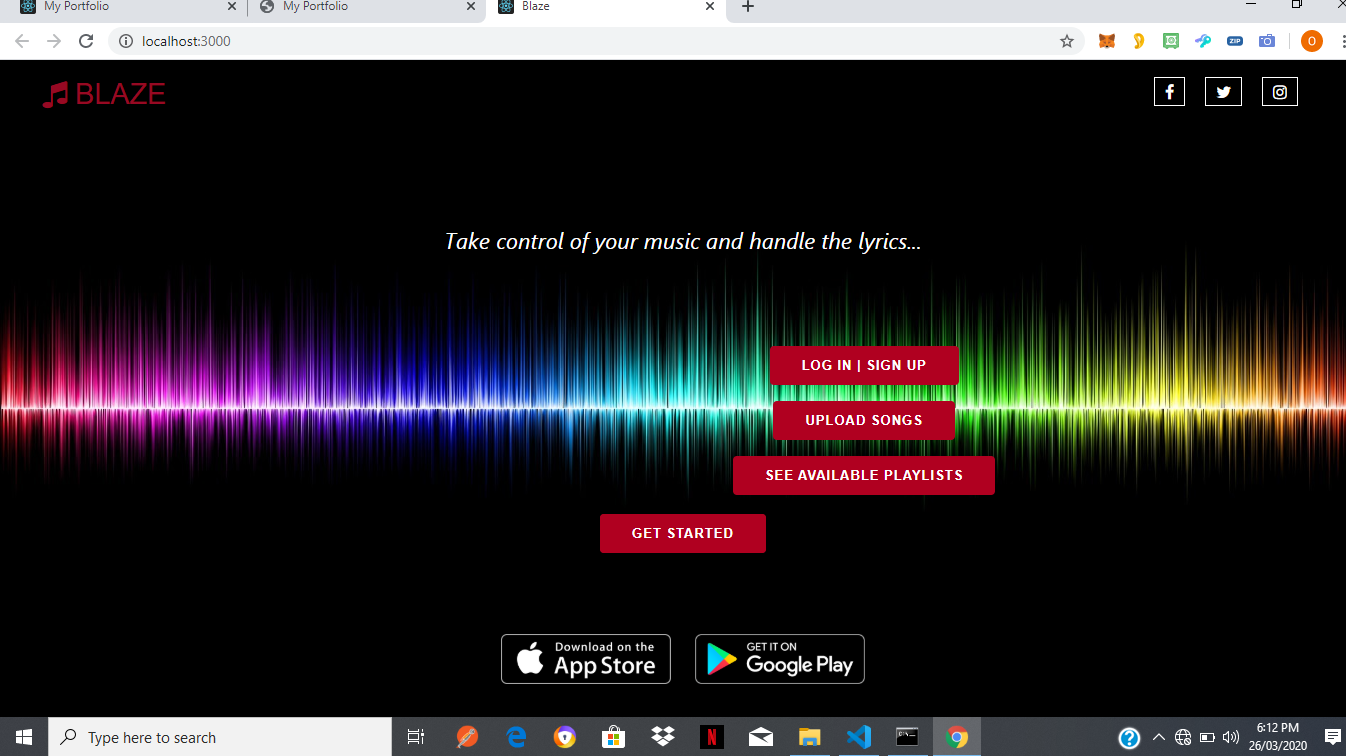 My Portfolio
My Portfolio
Blaze
localhost:3000
ZIP
O
BLAZE
Take control of your music and handle the lyrics...
LOG IN | SIGN UP
UPLOAD SONGS
SEE AVAILABLE PLAYLISTS
GET STARTED
Download on the
App Store
GET IT ON
Google Play
Type here to search
6:12 PM
26/03/2020